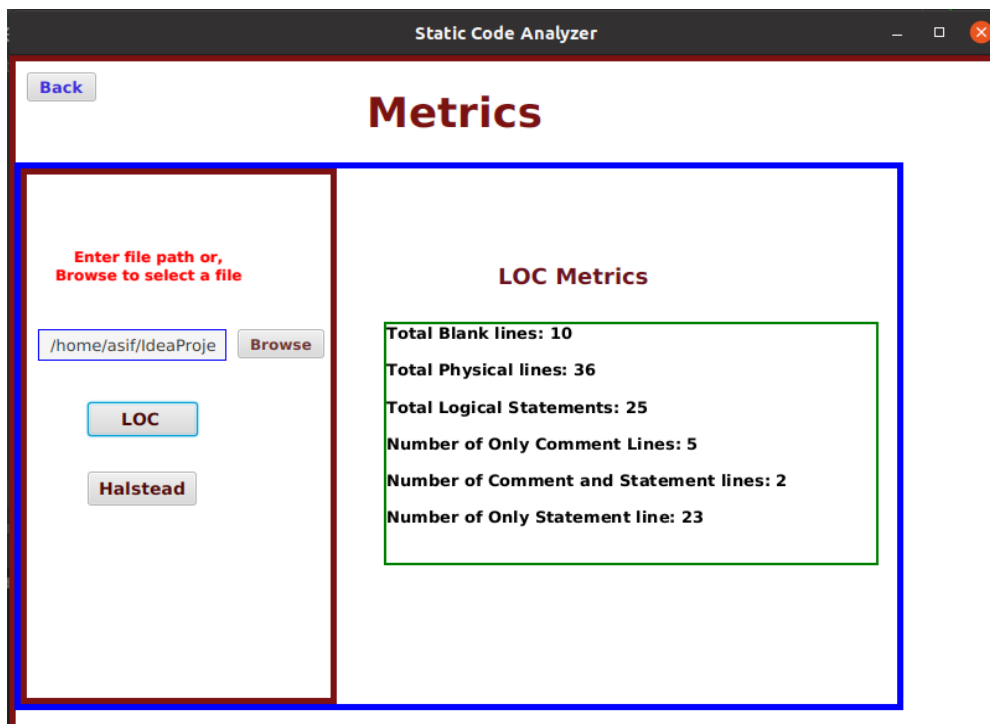 Static Code Analyzer
Back
Metrics
Enter file path or,
Browse to select a file
/home/asif/IdeaProje
Browse
LOC
Halstead
LOC Metrics
Total Blank lines: 10
Total Physical lines: 36
Total Logical Statements: 25
Number of Only Comment Lines: 5
Number of Comment and Statement lines: 2
Number of Only Statement line: 23